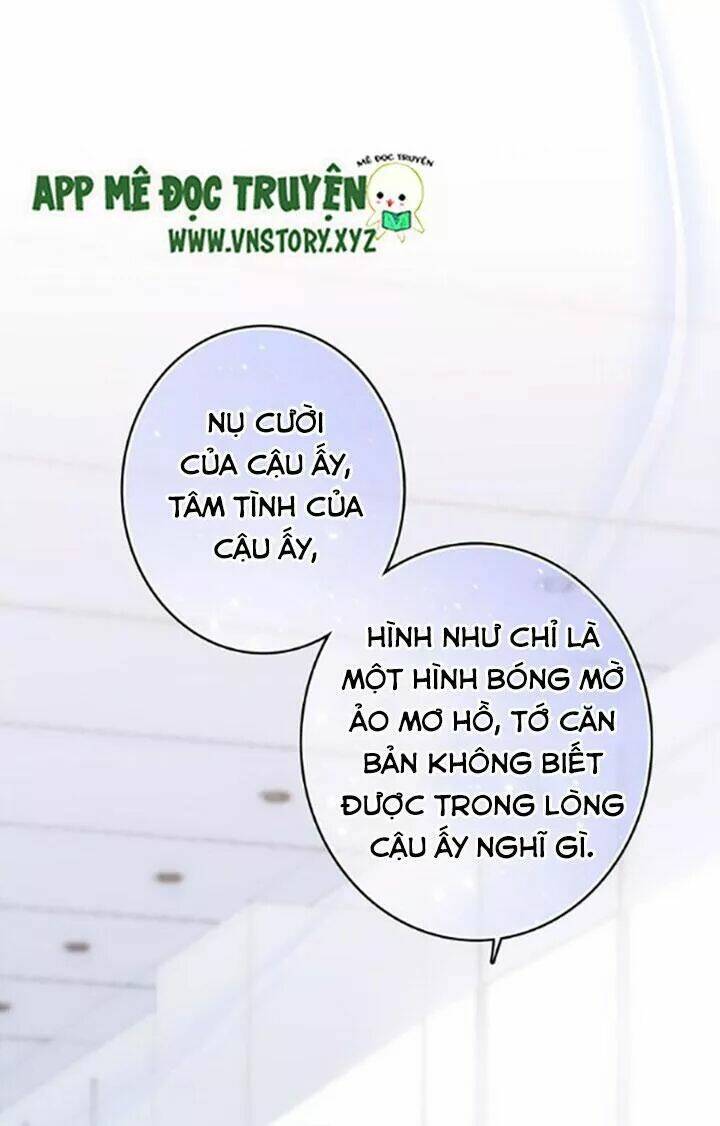 MÊ ĐỌC TRUYỆN
APP MÊ ĐỌC TRUYỆN
WWW.VNSTORY.XYZ
NỤ CƯỜI
CỦA CẬU ẤY,
TÂM TÌNH CỦA
CẬU ẤY,
HÌNH NHƯ CHỈ LÀ
MỘT HÌNH BÓNG MỜ
ẢO MƠ HỒ, TỚ CĂN
BẢN KHÔNG BIẾT
ĐƯỢC TRONG LÒNG
CẬU ẤY NGHĨ GÌ.